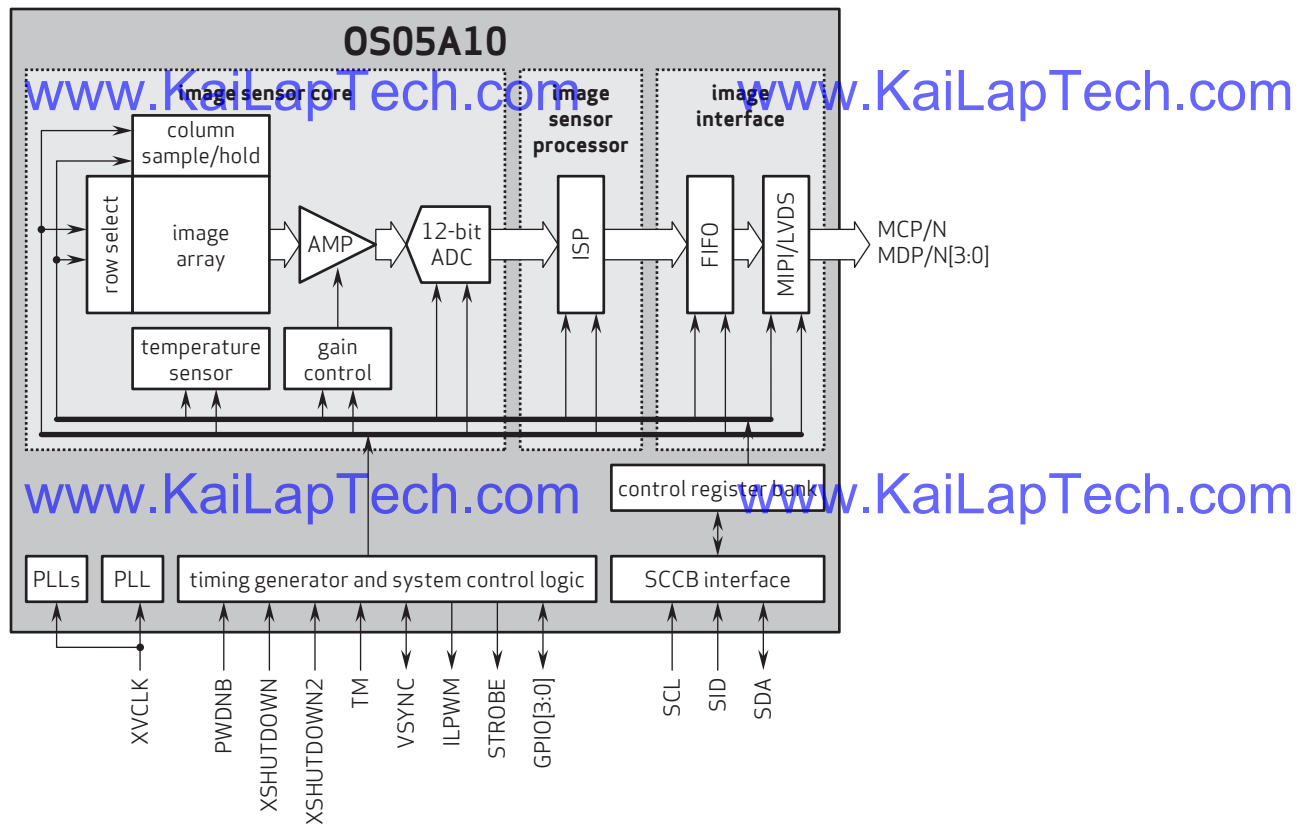 OS05A10
www.KaiLapTech.com
www.KaiLapTech.com
image sensor core
image
sensor
processor
image
interface
column
sample/hold
row select
image
array
AMP
12-bit
ADC
ISP
FIFO
MIPI/LVDS
MCP/N
MDP/N[3:0]
temperature
sensor
gain
control
www.KaiLapTech.com
www.KaiLapTech.com
control register bank
PLLs
PLL
timing generator and system control logic
SCCB interface
XVCLK
PWDNB
XSHUTDOWN
XSHUTDOWN2
TM
VSYNC
ILPWM
STROBE
GPIO[3:0]
SCL
SID
SDA